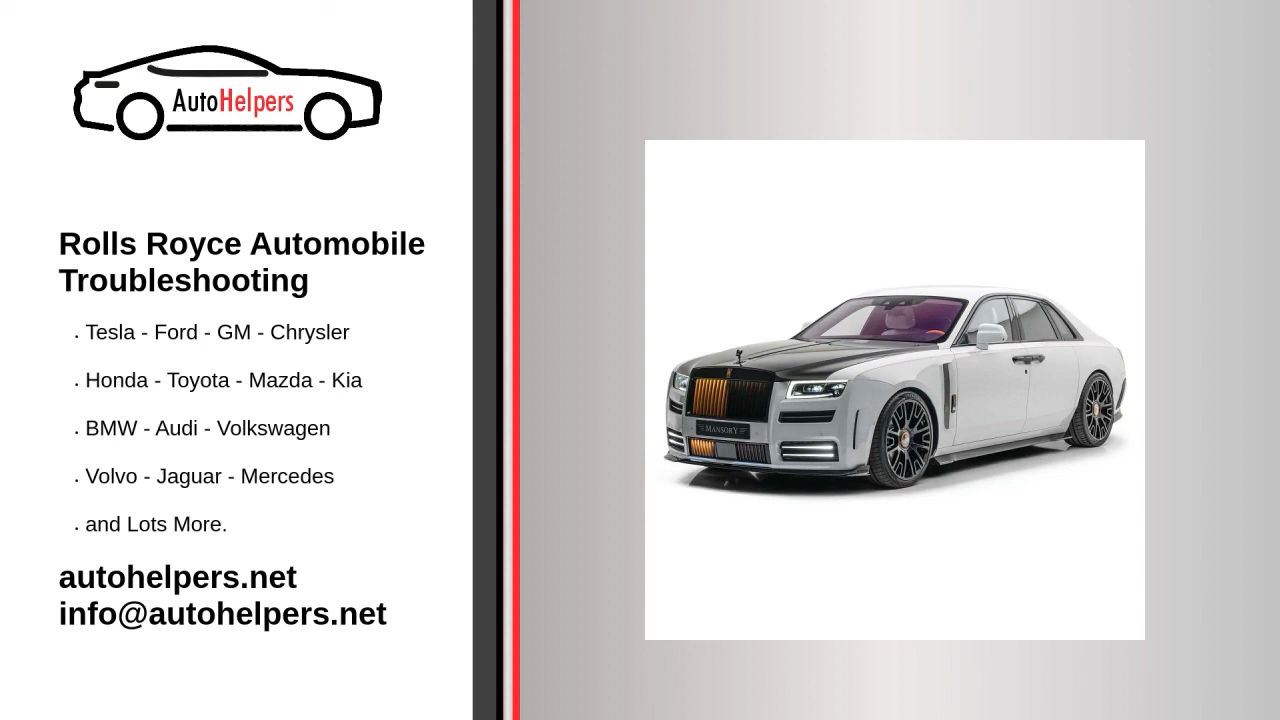 AutoHelpers
Rolls Royce Automobile
Troubleshooting
. Tesla - Ford - GM - Chrysler
. Honda - Toyota - Mazda - Kia
. BMW - Audi - Volkswagen
. Volvo - Jaguar - Mercedes
. and Lots More.
autohelpers.net
info@autohelpers.net
MANSORY